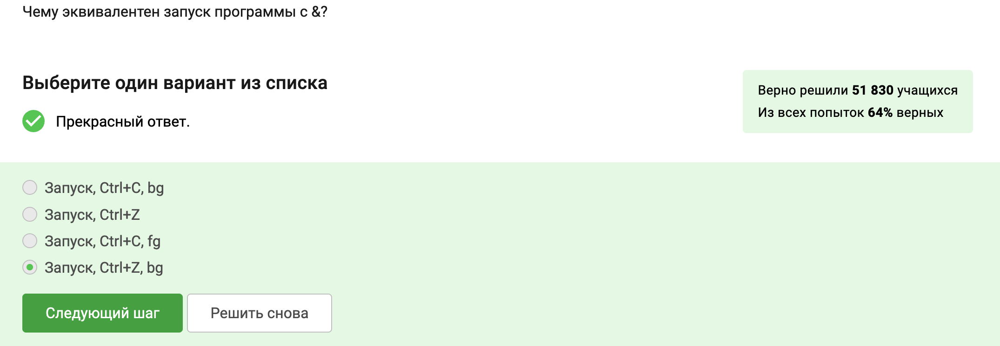 Чему эквивалентен запуск программы с &?
Выберите один вариант из списка
Прекрасный ответ.
Верно решили 51 830 учащихся
Из всех попыток 64% верных
Запуск, Ctrl+C, bg
Запуск, Ctrl+Z
Запуск, Ctrl+C, fg
Запуск, Ctrl+Z, bg
Следующий шаг
Решить снова